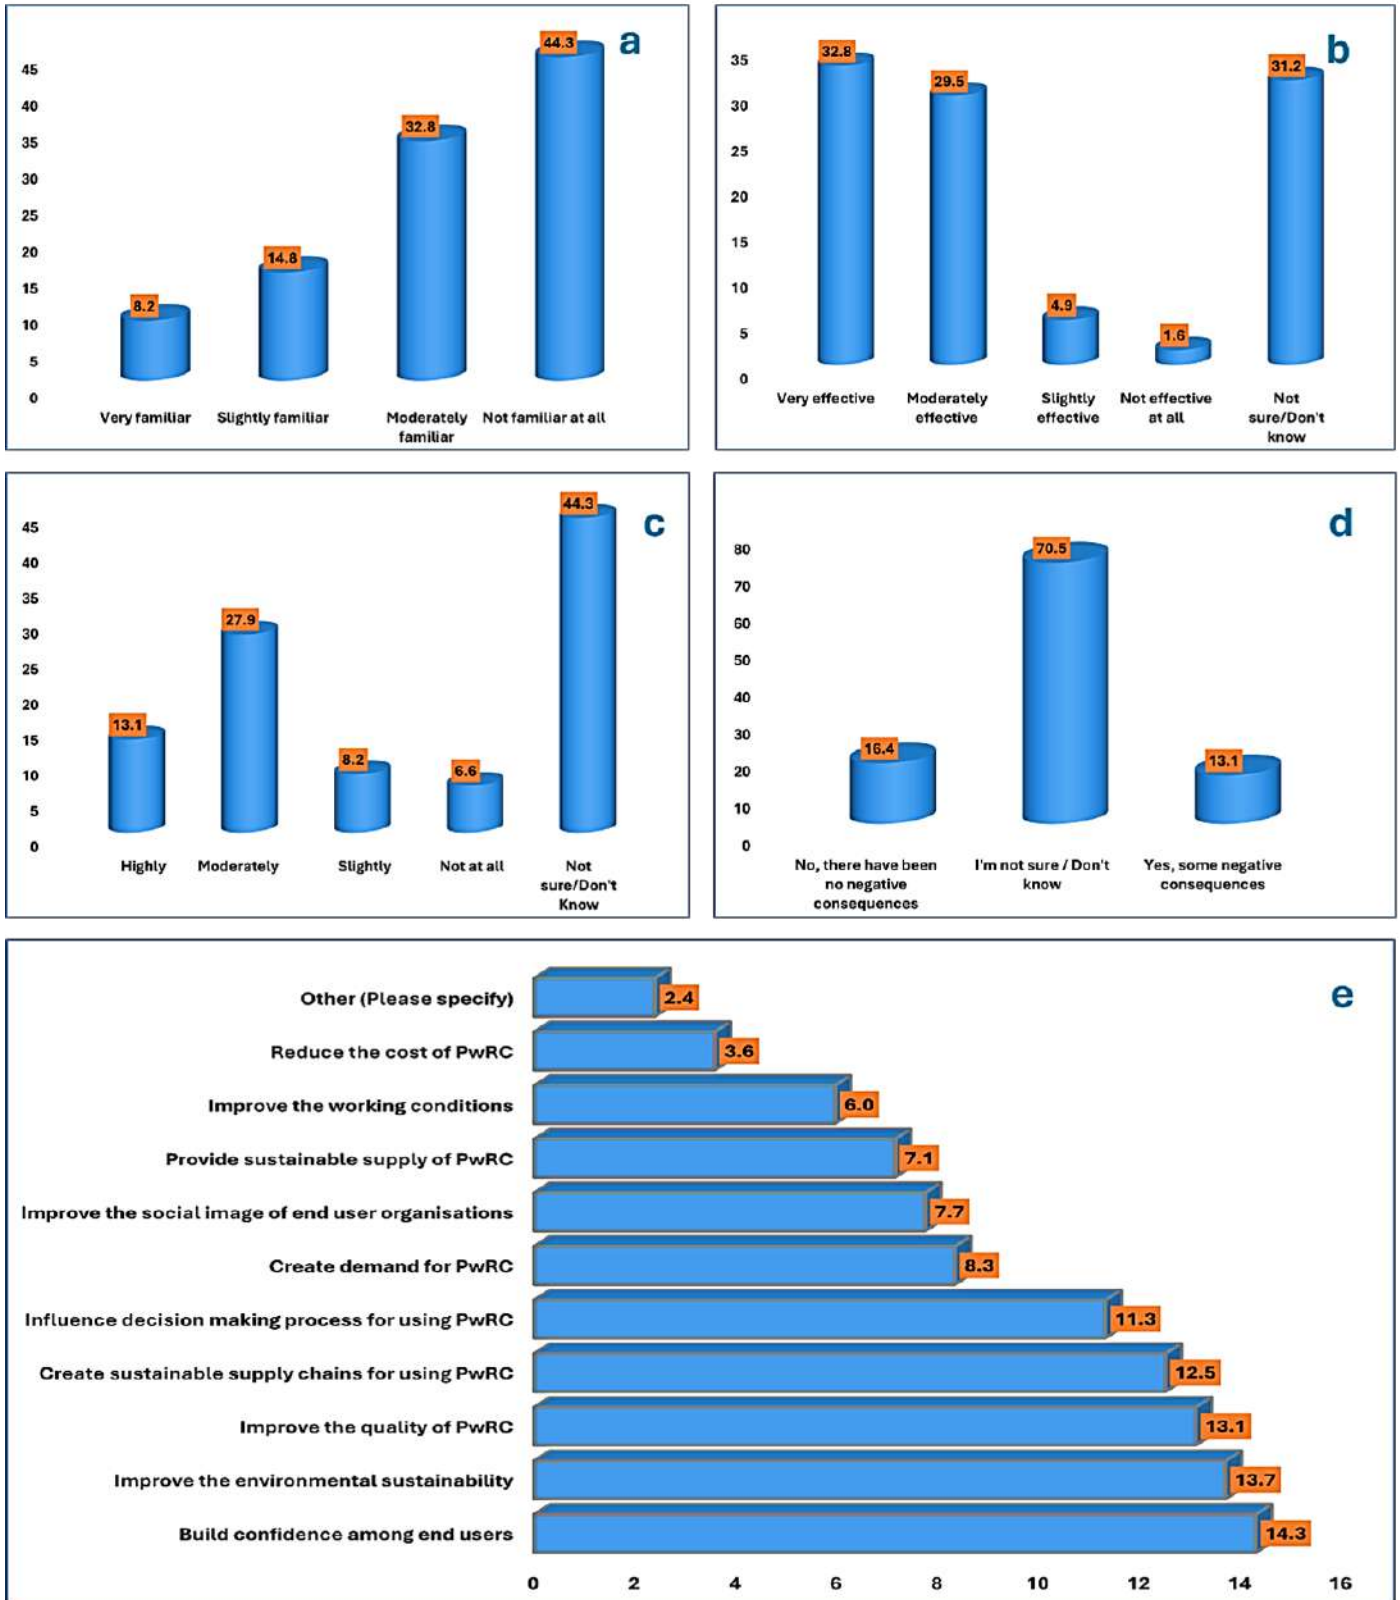 a
44.3
45
40
32.8
35
30
25
20
14.8
15
8.2
10
5
0
Very familiar
Slightly familiar
Moderately
familiar
Not familiar at all
b
32.8
35
29.5
31.2
30
25
20
15
10
4.9
5
1.6
0
Very effective
Moderately
effective
Slightly
effective
Not effective
at all
Not
sure/Don't
know
c
44.3
45
40
35
30
27.9
25
20
15
13.1
10
8.2
6.6
5
0
Highly
Moderately
Slightly
Not at all
Not
sure/Don't
Know
d
80
70.5
70
60
50
40
30
20
16.4
13.1
10
0
No, there have been
no negative
consequences
I'm not sure / Don't
know
Yes, some negative
consequences
e
Other (Please specify) 2.4
Reduce the cost of PwRC 3.6
Improve the working conditions 6.0
Provide sustainable supply of PwRC 7.1
Improve the social image of end user organisations 7.7
Create demand for PwRC 8.3
Influence decision making process for using PwRC 11.3
Create sustainable supply chains for using PwRC 12.5
Improve the quality of PwRC 13.1
Improve the environmental sustainability 13.7
Build confidence among end users 14.3
0 2 4 6 8 10 12 14 16